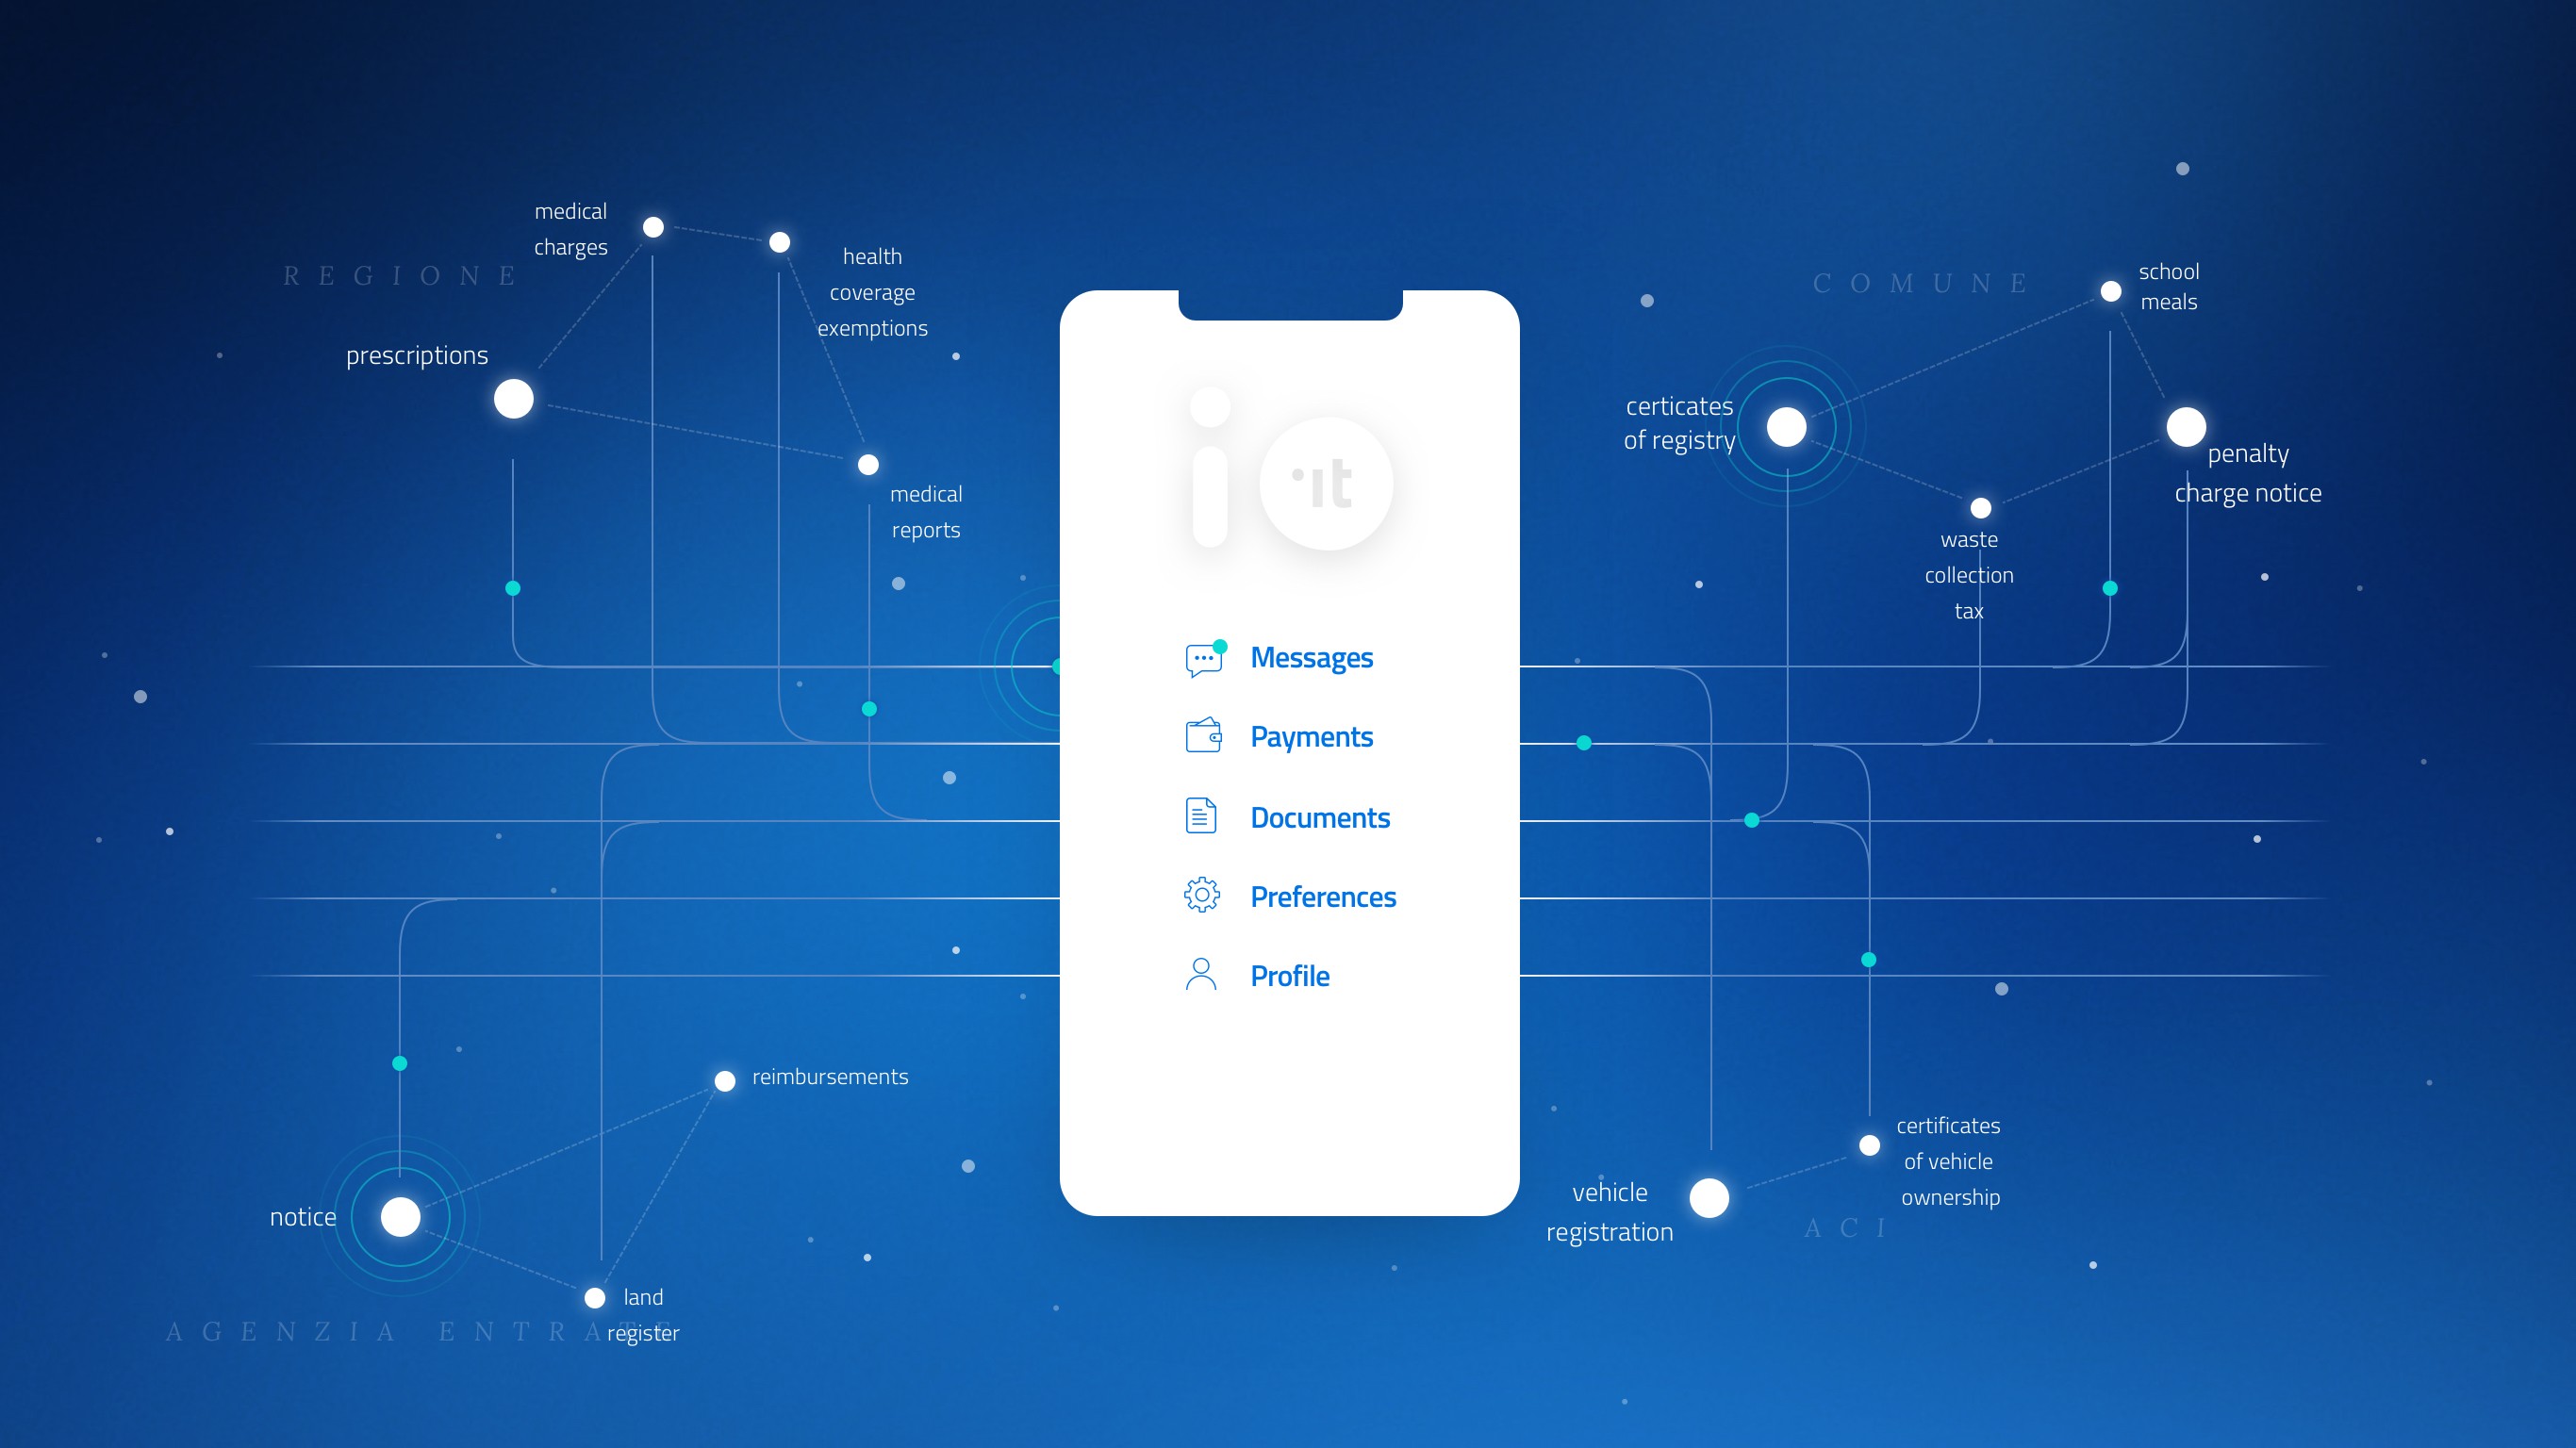 REGIONE
medical
charges
health
coverage
exemptions
prescriptions
medical
reports
io
it
Messages
Payments
Documents
Preferences
Profile
COMUNE
school
meals
certicates
of registry
penalty
charge notice
waste
collection
tax
reimbursements
notice
land
register
AGENZIA ENTRATE
certificates
of vehicle
ownership
vehicle
registration
ACI